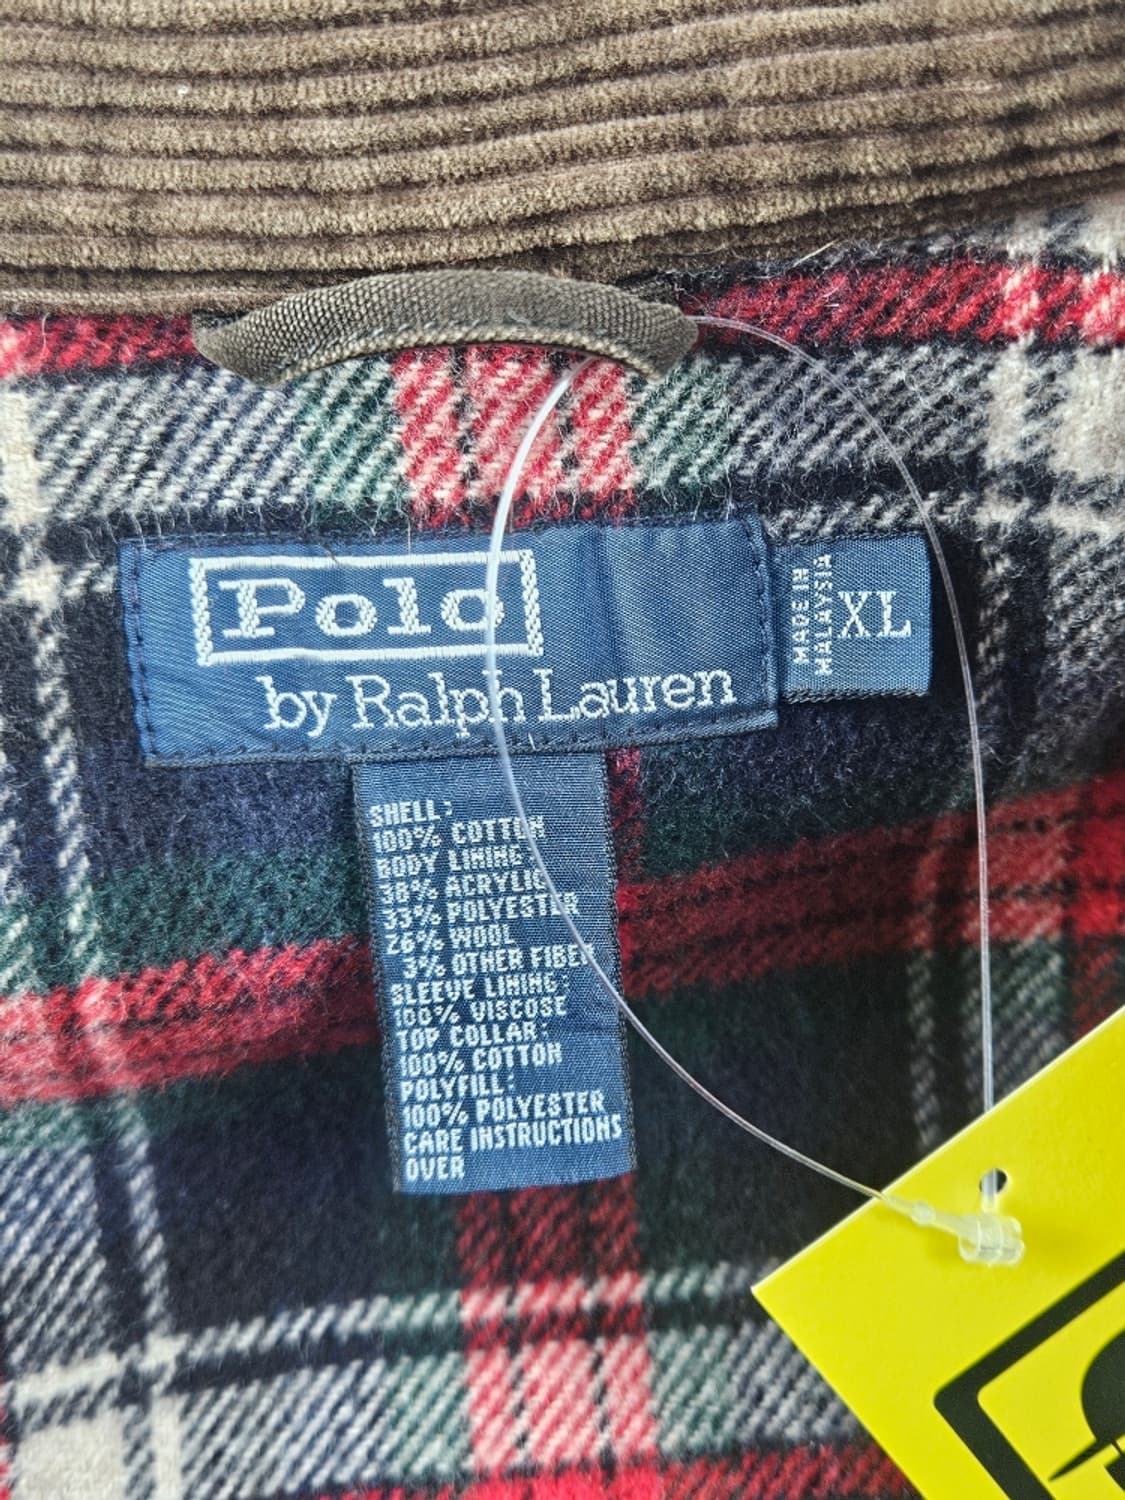 Polo
by Ralph Lauren
MADE IN
MALAYSIA
XL
SHELL:
100% COTTON
BODY LINING
38% ACRYLIC
33% POLYESTER
26% WOOL
3% OTHER FIBER
SLEEVE LINING
100% VISCOSE
TOP COLLAR:
100% COTTON
POLYFILL:
100% POLYESTER
CARE INSTRUCTIONS
OVER